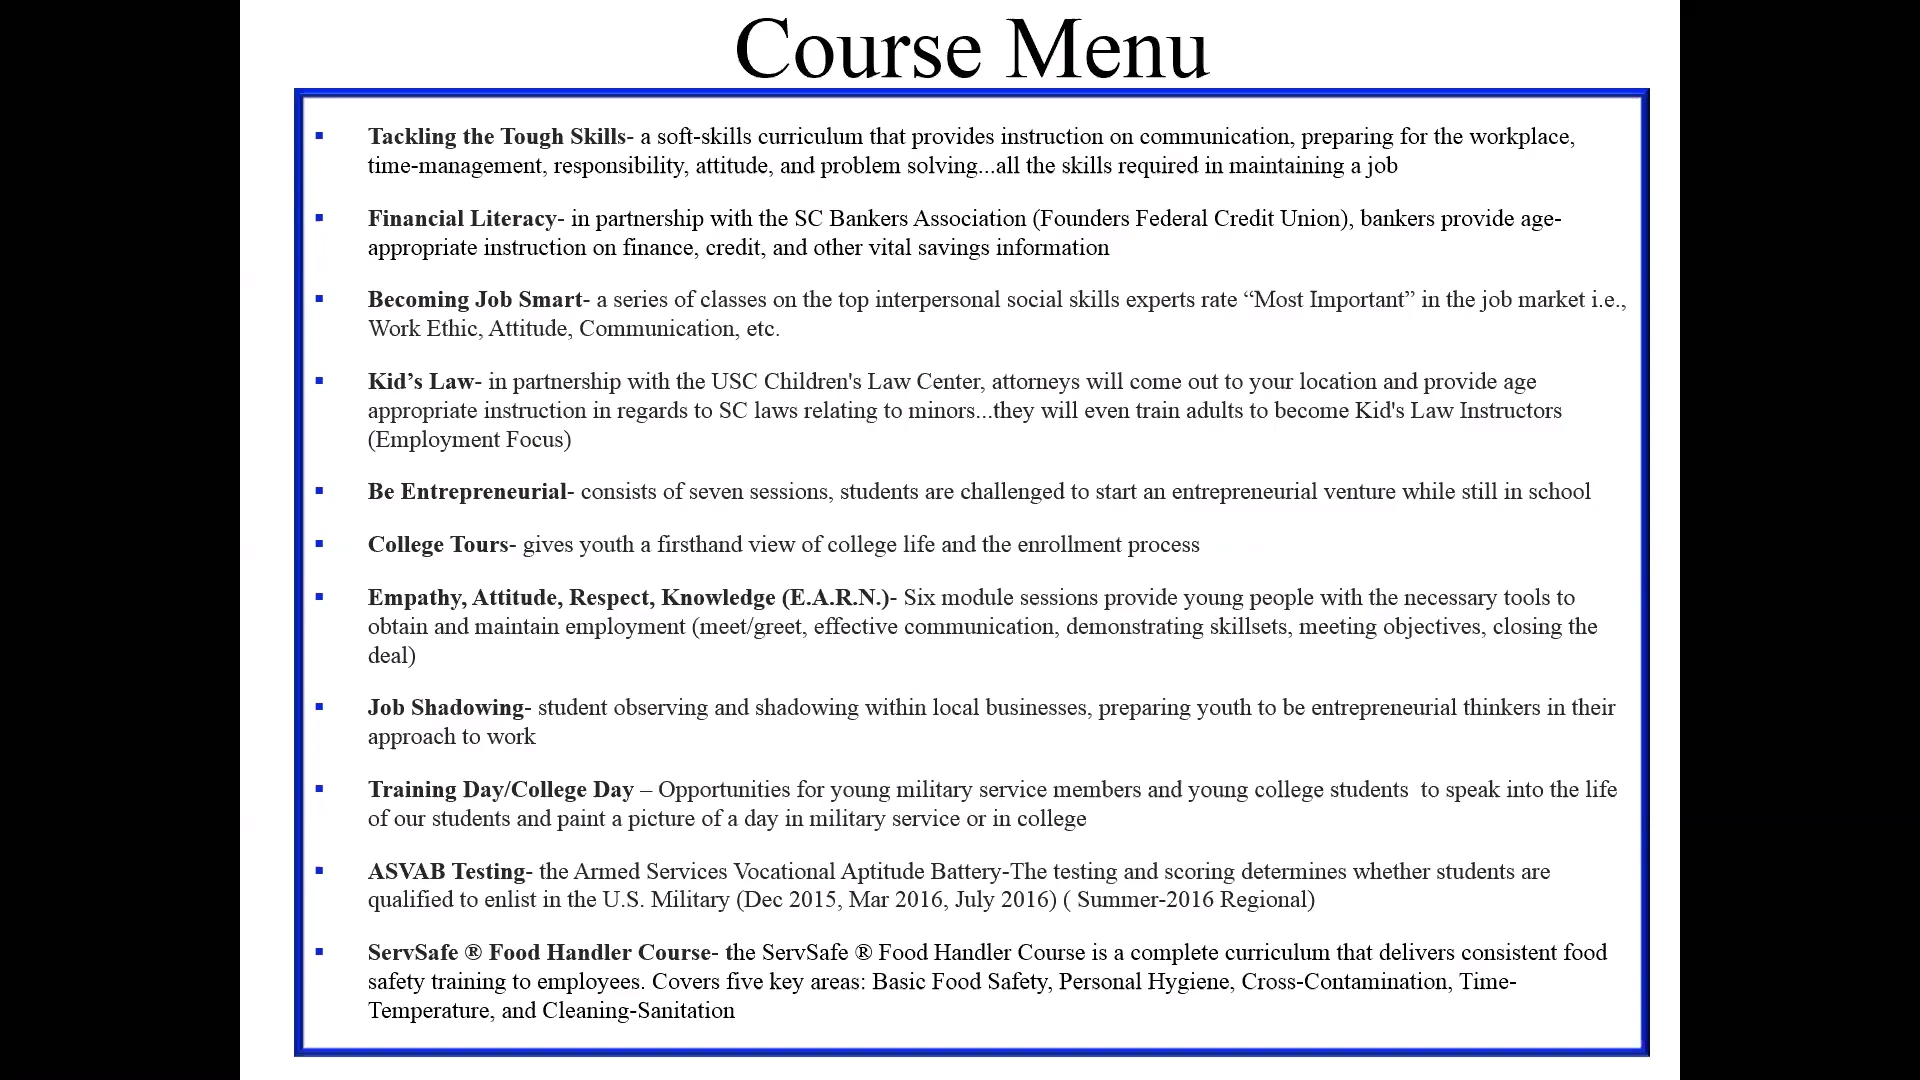 Course Menu
▪ Tackling the Tough Skills- a soft-skills curriculum that provides instruction on communication, preparing for the workplace,
time-management, responsibility, attitude, and problem solving...all the skills required in maintaining a job
▪ Financial Literacy- in partnership with the SC Bankers Association (Founders Federal Credit Union), bankers provide age-
appropriate instruction on finance, credit, and other vital savings information
▪ Becoming Job Smart- a series of classes on the top interpersonal social skills experts rate “Most Important” in the job market i.e.,
Work Ethic, Attitude, Communication, etc.
▪ Kid’s Law- in partnership with the USC Children's Law Center, attorneys will come out to your location and provide age
appropriate instruction in regards to SC laws relating to minors...they will even train adults to become Kid's Law Instructors
(Employment Focus)
▪ Be Entrepreneurial- consists of seven sessions, students are challenged to start an entrepreneurial venture while still in school
▪ College Tours- gives youth a firsthand view of college life and the enrollment process
▪ Empathy, Attitude, Respect, Knowledge (E.A.R.N.)- Six module sessions provide young people with the necessary tools to
obtain and maintain employment (meet/greet, effective communication, demonstrating skillsets, meeting objectives, closing the
deal)
▪ Job Shadowing- student observing and shadowing within local businesses, preparing youth to be entrepreneurial thinkers in their
approach to work
▪ Training Day/College Day – Opportunities for young military service members and young college students  to speak into the life
of our students and paint a picture of a day in military service or in college
▪ ASVAB Testing- the Armed Services Vocational Aptitude Battery-The testing and scoring determines whether students are
qualified to enlist in the U.S. Military (Dec 2015, Mar 2016, July 2016) ( Summer-2016 Regional)
▪ ServSafe ® Food Handler Course- the ServSafe ® Food Handler Course is a complete curriculum that delivers consistent food
safety training to employees. Covers five key areas: Basic Food Safety, Personal Hygiene, Cross-Contamination, Time-
Temperature, and Cleaning-Sanitation